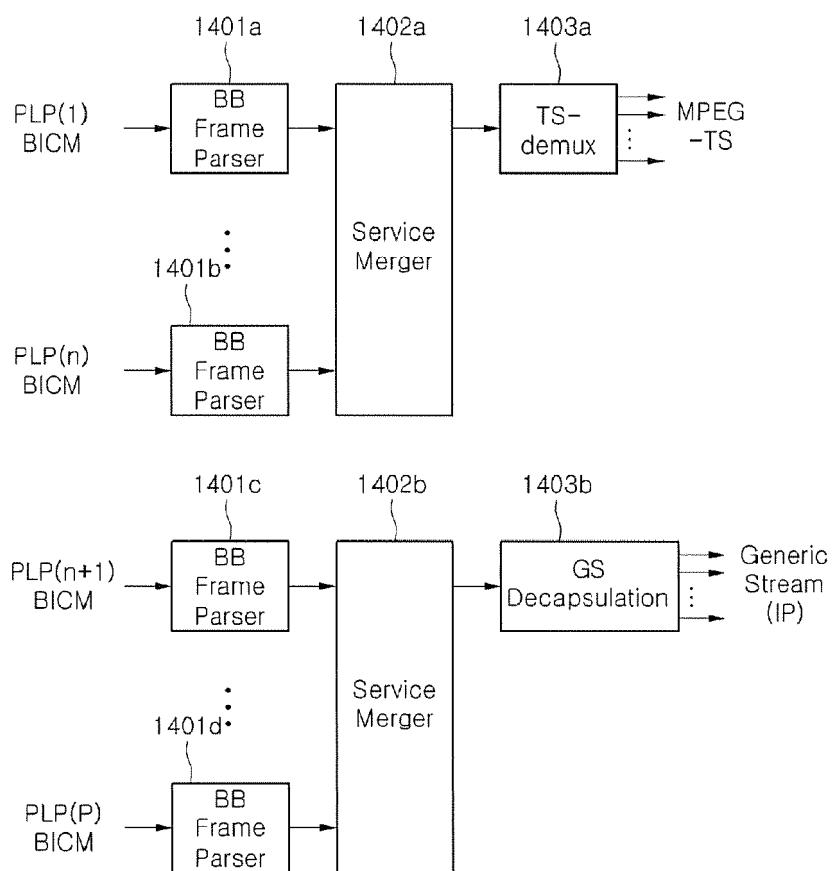 1401a
1402a
1403a
PLP(1)
BICM
BB
Frame
Parser
Service
Merger
TS-
demux
MPEG
-TS
1401b
PLP(n)
BICM
BB
Frame
Parser
1401c
1402b
1403b
PLP(n+1)
BICM
BB
Frame
Parser
Service
Merger
GS
Decapsulation
Generic
Stream
(IP)
1401d
PLP(P)
BICM
BB
Frame
Parser